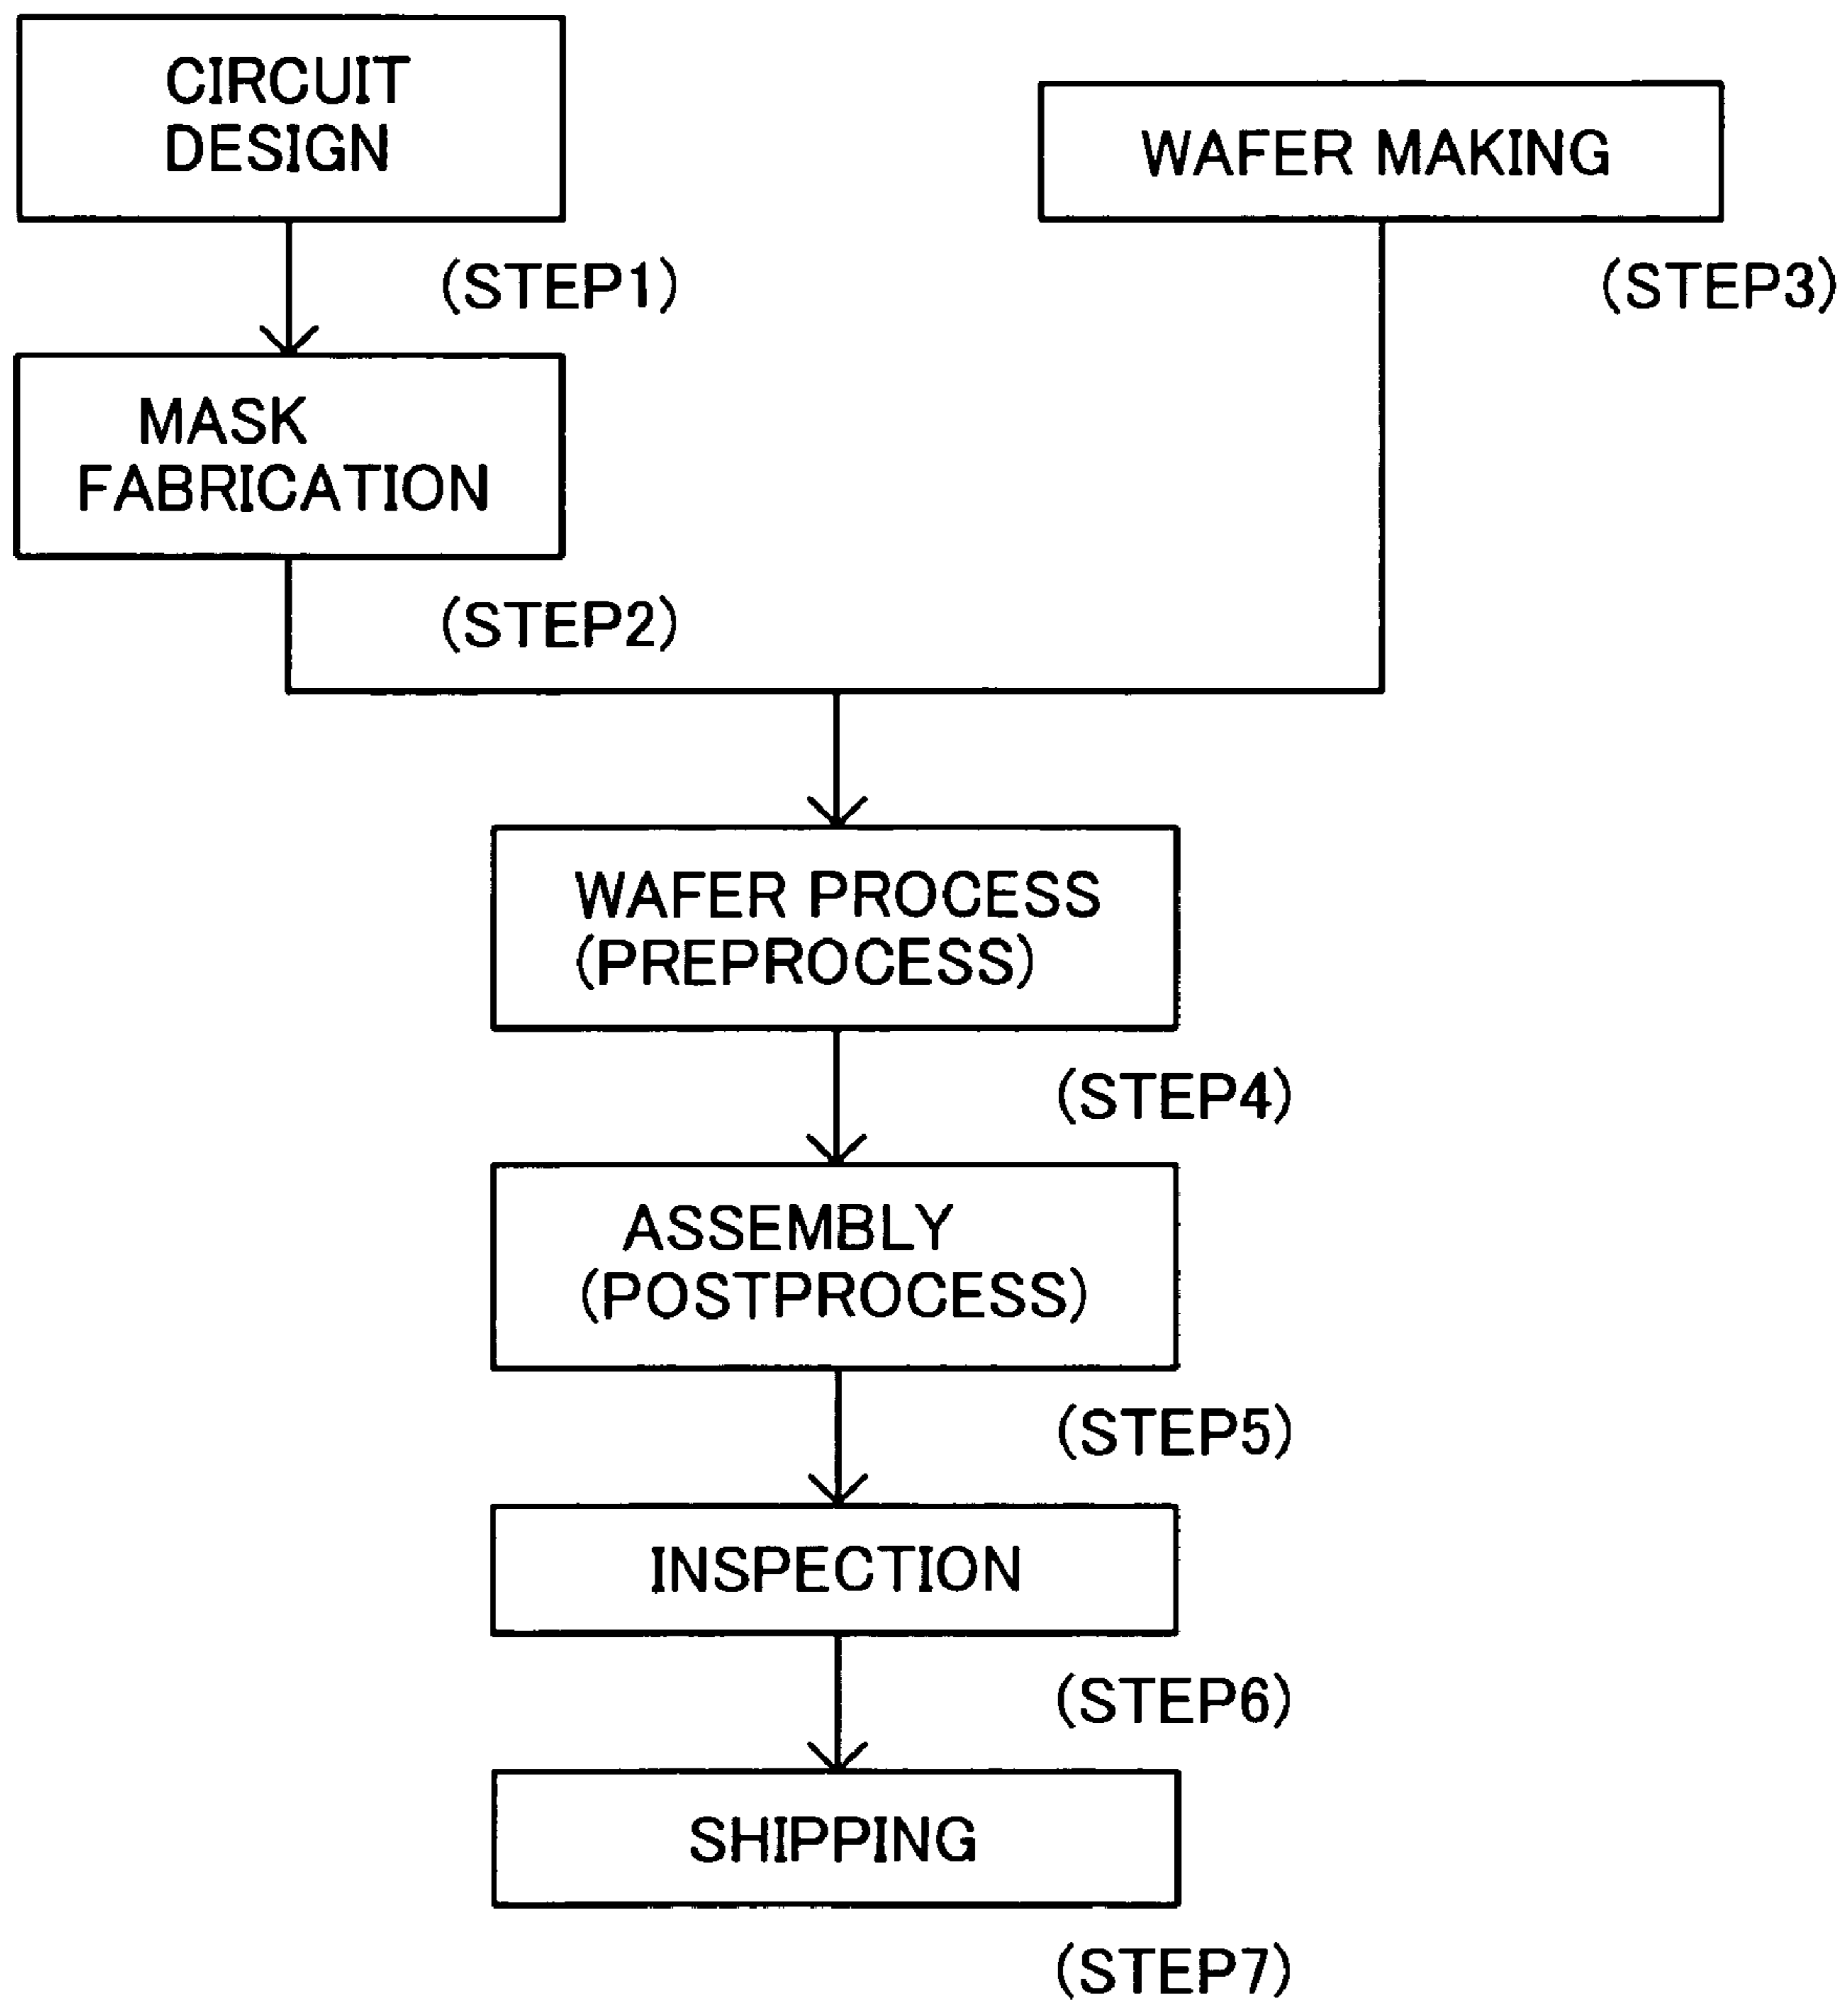 CIRCUIT
DESIGN
(STEP1)
MASK
FABRICATION
(STEP2)
WAFER MAKING
(STEP3)
WAFER PROCESS
(PREPROCESS)
(STEP4)
ASSEMBLY
(POSTPROCESS)
(STEP5)
INSPECTION
(STEP6)
SHIPPING
(STEP7)